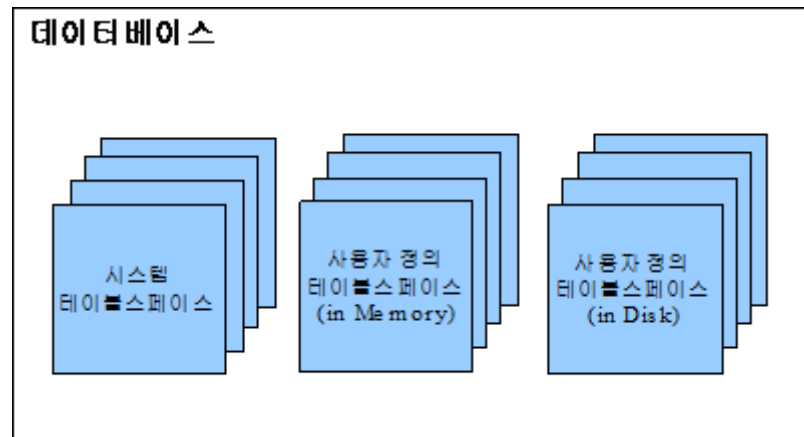 데이터베이스
시스템
테이블스페이스
사용자 정의
테이블스페이스
(in Memory)
사용자 정의
테이블스페이스
(in Disk)